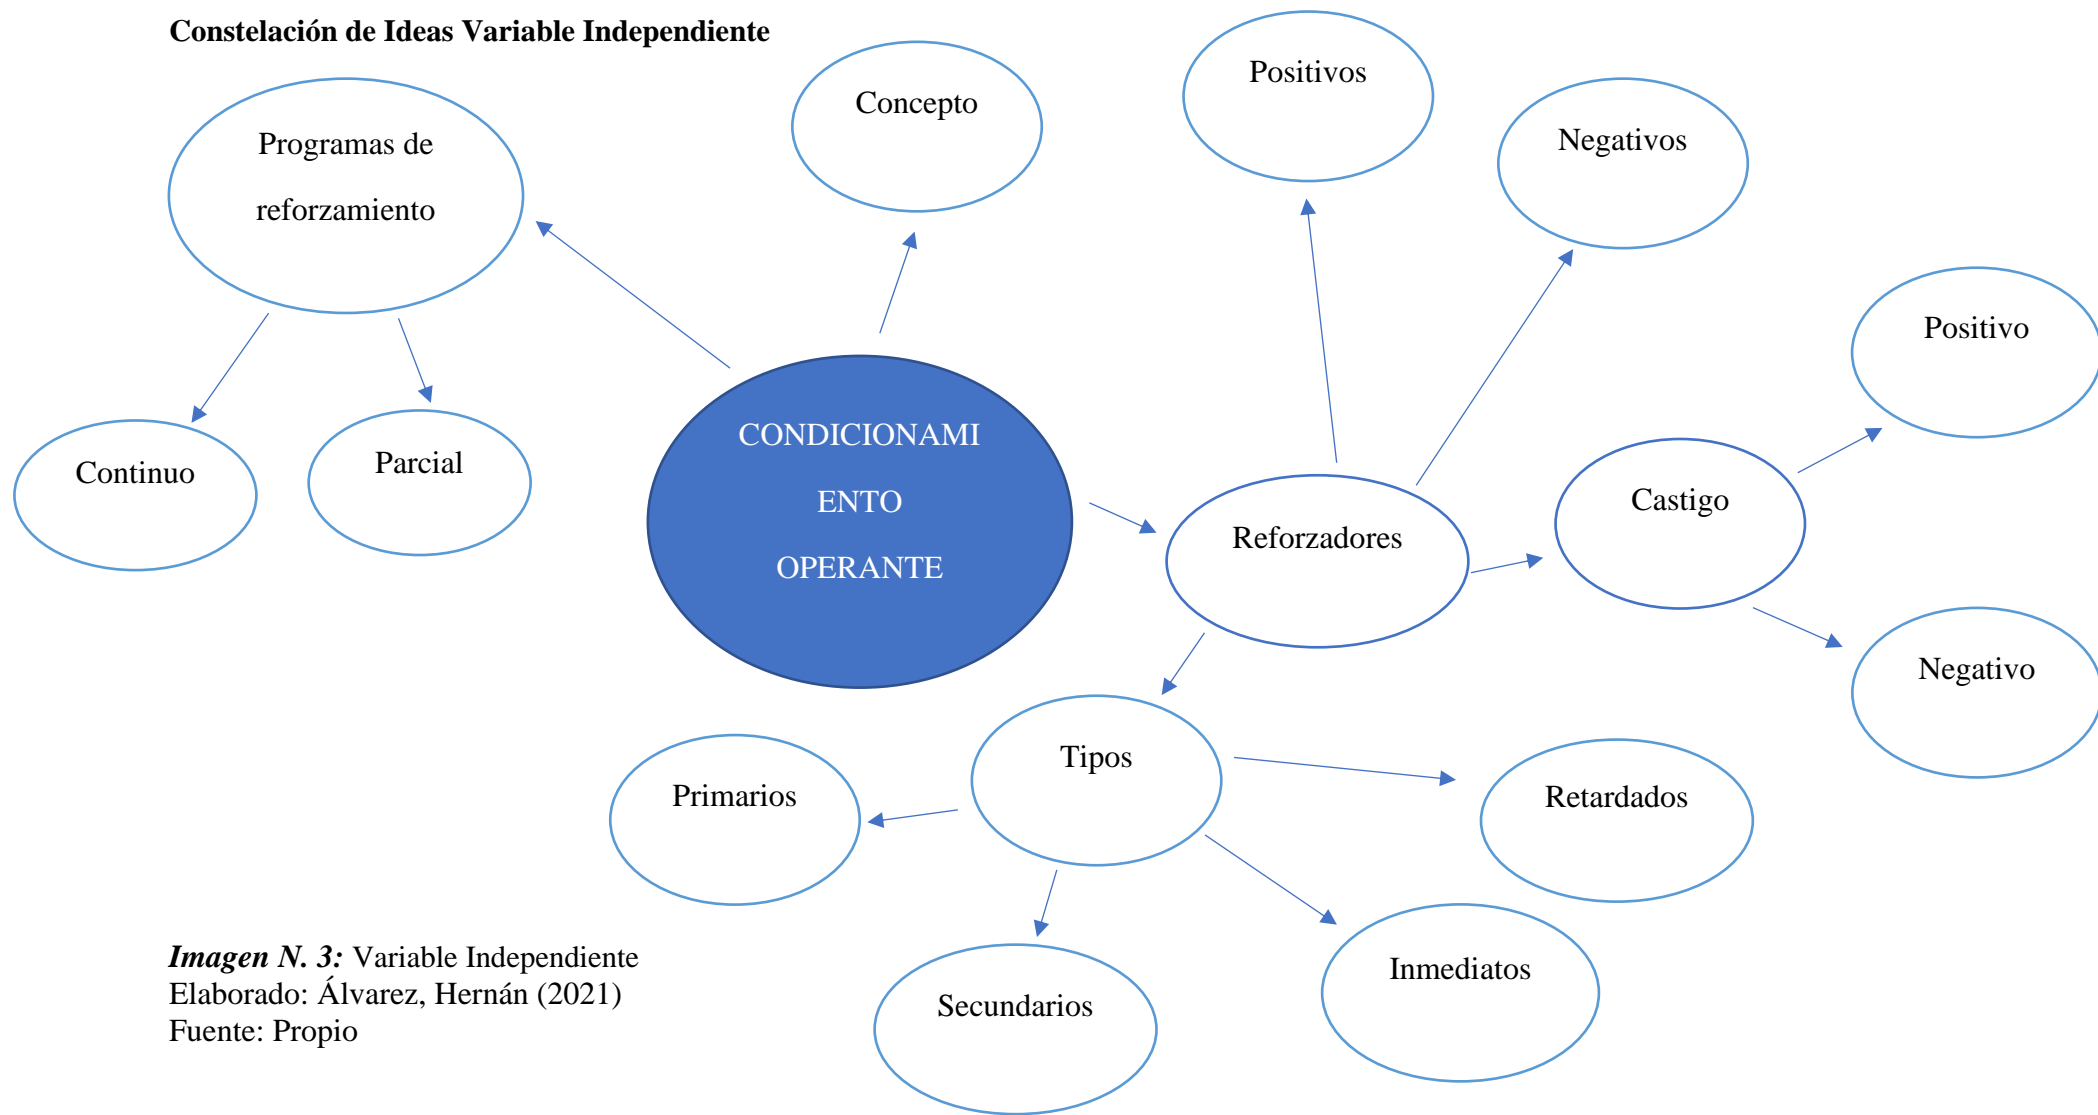 Constelación de Ideas Variable Independiente
Programas de
reforzamiento
Concepto
Positivos
Negativos
Positivo
Continuo
Parcial
CONDICIONAMI
ENTO
OPERANTE
Reforzadores
Castigo
Negativo
Tipos
Primarios
Retardados
Secundarios
Inmediatos
Imagen N. 3: Variable Independiente
Elaborado: Álvarez, Hernán (2021)
Fuente: Propio